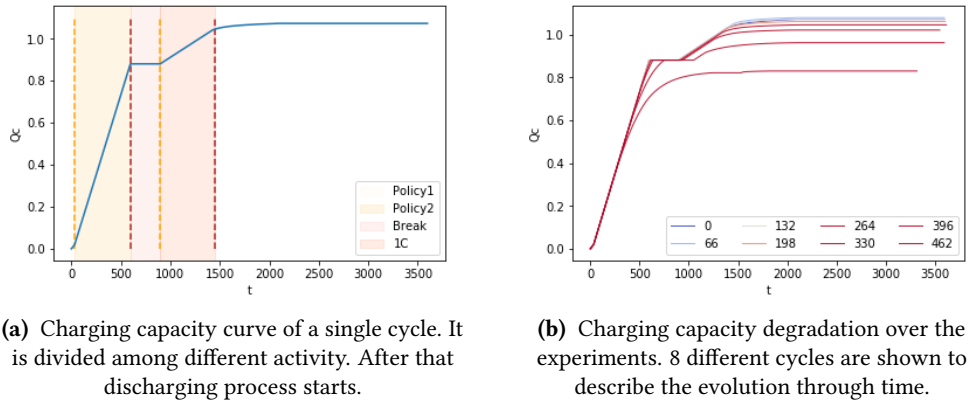 1.0
0.8
0.6
0.4
0.2
0.0
Qc
Policy1
Policy2
Break
1C
0 500 1000 1500 2000 2500 3000 3500
t
1.0
0.8
0.6
0.4
0.2
0.0
Qc
0 132 264 396
66 198 330 462
0 500 1000 1500 2000 2500 3000 3500
t
(a) Charging capacity curve of a single cycle. It
is divided among different activity. After that
discharging process starts.
(b) Charging capacity degradation over the
experiments. 8 different cycles are shown to
describe the evolution through time.